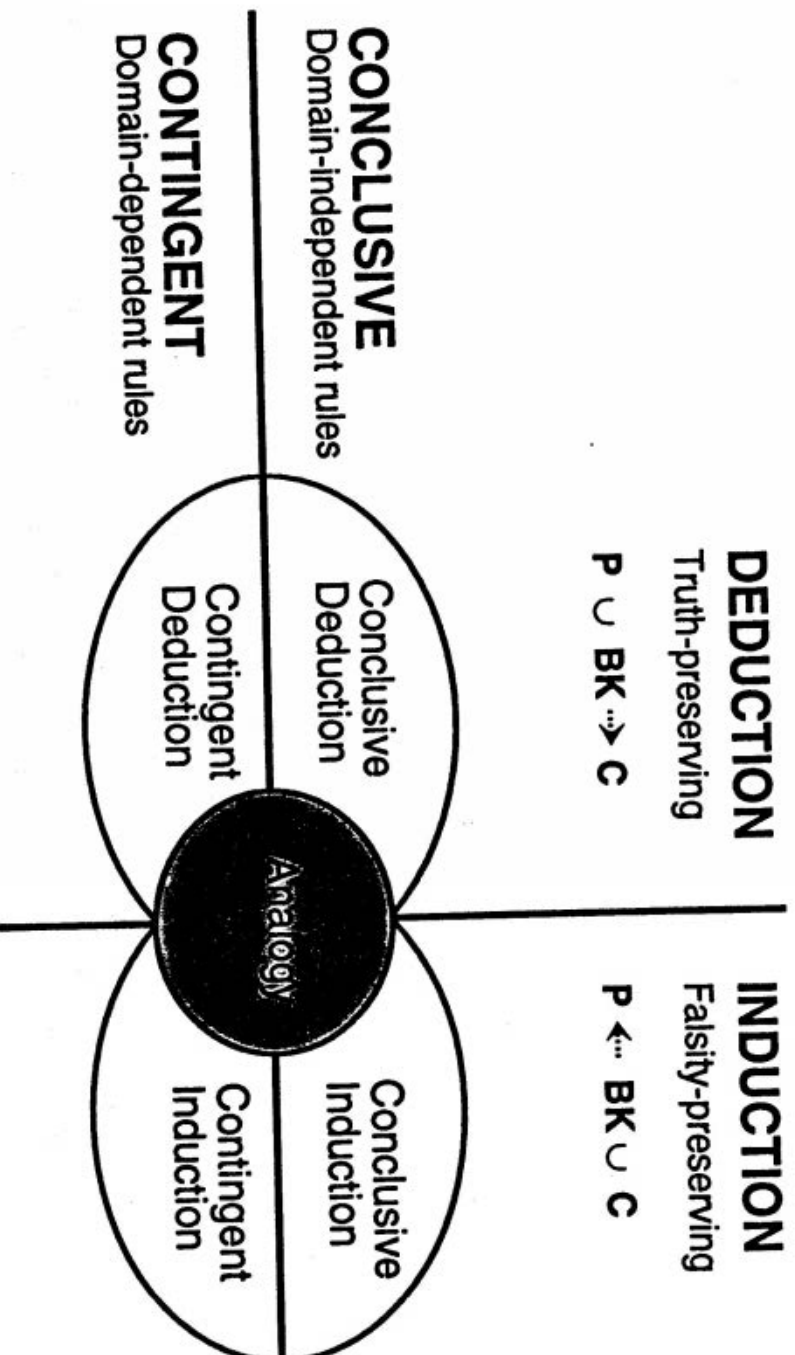 DEDUCTION
Truth-preserving
P ∪ BK ⇢ C
INDUCTION
Falsity-preserving
P ⇠ BK ∪ C
CONCLUSIVE
Domain-independent rules
Conclusive
Deduction
Conclusive
Induction
Analogy
CONTINGENT
Domain-dependent rules
Contingent
Deduction
Contingent
Induction